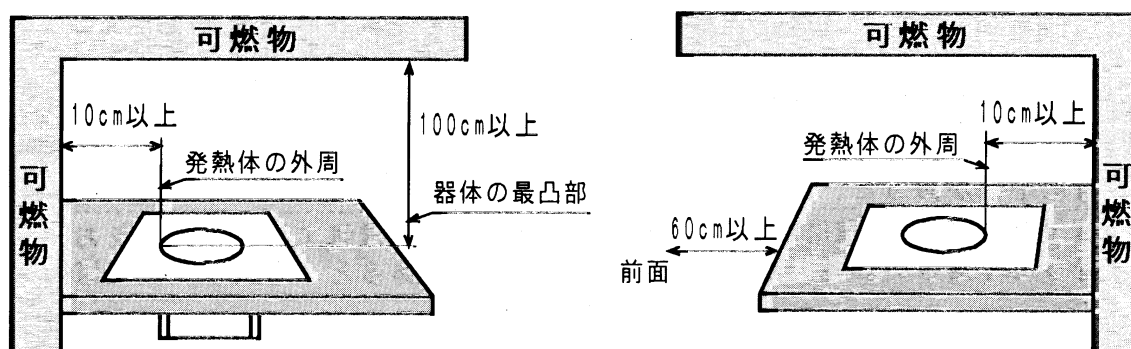 可燃物
10cm以上
100cm以上
発熱体の外周
器体の最凸部
可燃物
可燃物
10cm以上
発熱体の外周
60cm以上
前面
可燃物